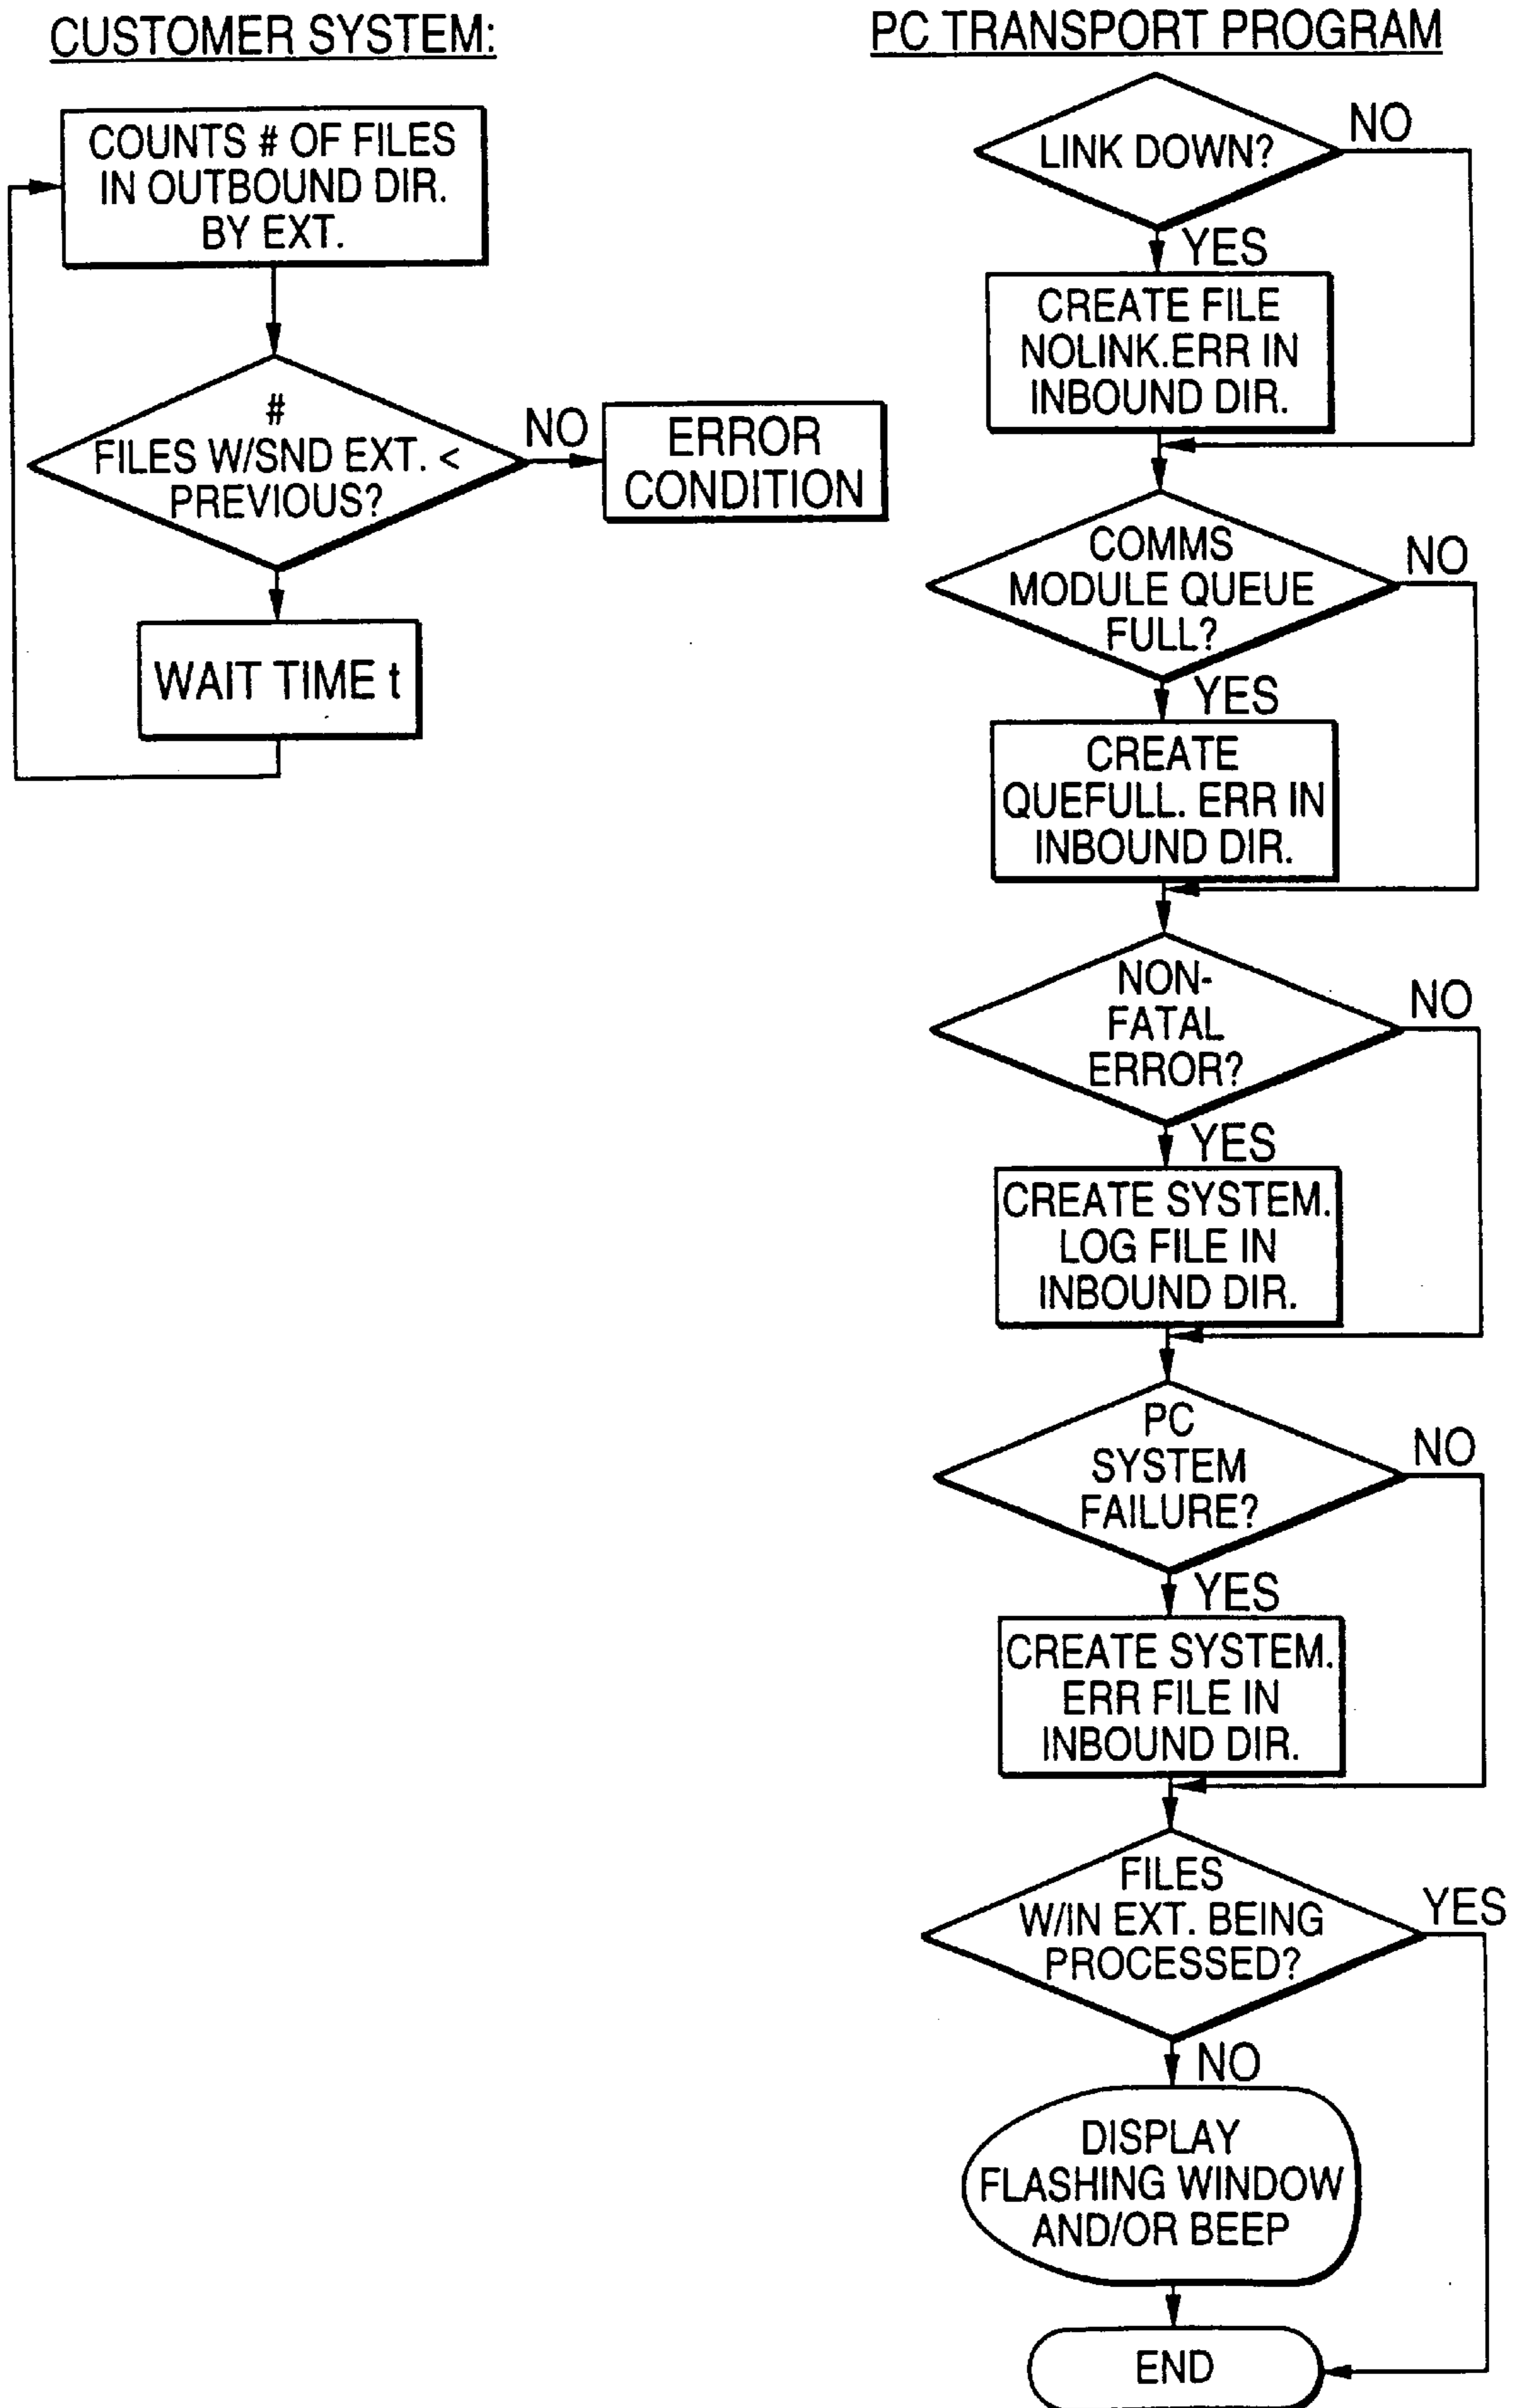 CUSTOMER SYSTEM:
COUNTS # OF FILES
IN OUTBOUND DIR.
BY EXT.
#
FILES W/SND EXT. <
PREVIOUS?
NO
ERROR
CONDITION
WAIT TIME t
PC TRANSPORT PROGRAM
LINK DOWN?
NO
YES
CREATE FILE
NOLINK.ERR IN
INBOUND DIR.
COMMS
MODULE QUEUE
FULL?
NO
YES
CREATE
QUEFULL. ERR IN
INBOUND DIR.
NON-
FATAL
ERROR?
NO
YES
CREATE SYSTEM.
LOG FILE IN
INBOUND DIR.
PC
SYSTEM
FAILURE?
NO
YES
CREATE SYSTEM.
ERR FILE IN
INBOUND DIR.
FILES
W/IN EXT. BEING
PROCESSED?
YES
NO
DISPLAY
FLASHING WINDOW
AND/OR BEEP
END